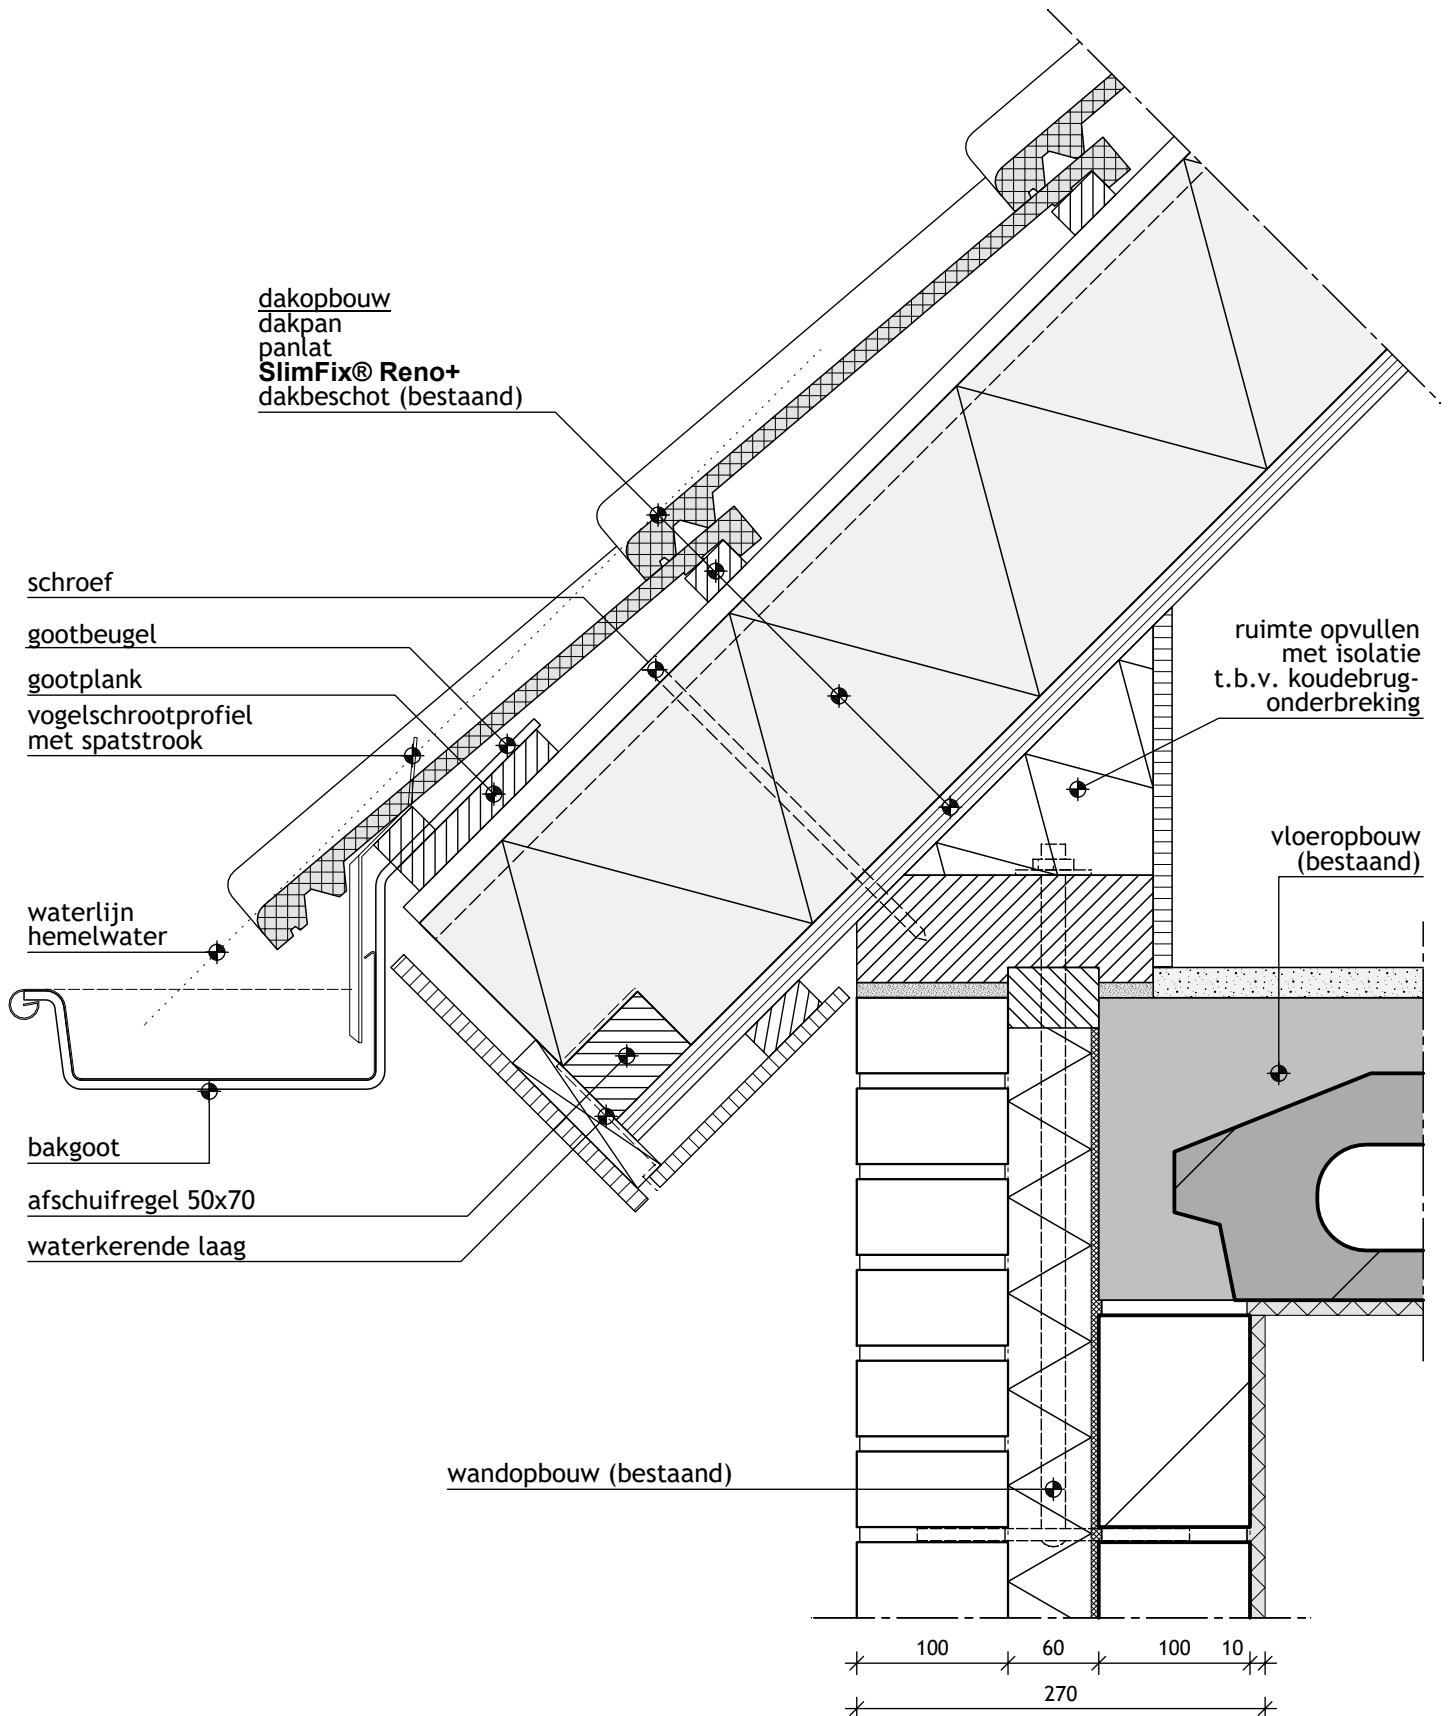 dakopbouw
dakpan
panlat
SlimFix® Reno+
dakbeschot (bestaand)
schroef
gootbeugel
gootplank
vogelschrootprofiel
met spatstrook
ruimte opvullen
met isolatie
t.b.v. koudebrug-
onderbreking
vloeropbouw
(bestaand)
waterlijn
hemelwater
bakgoot
afschuifregel 50x70
waterkerende laag
wandopbouw (bestaand)
100 60 100 10
270